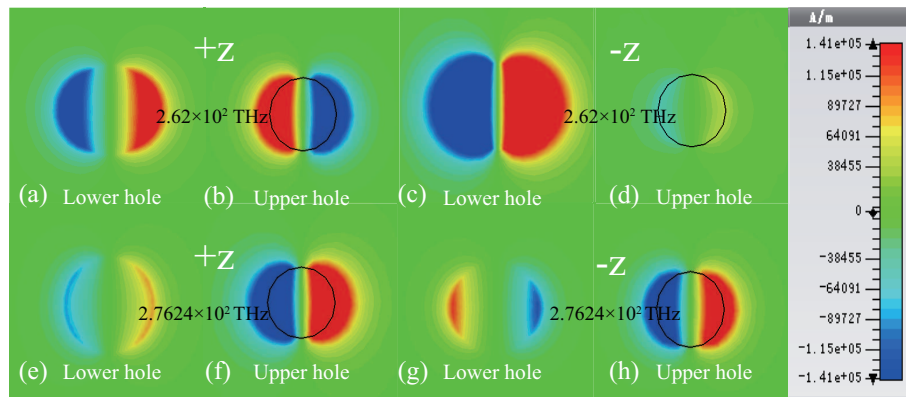 +z
-z
2.62×10² THz
2.62×10² THz
(a) Lower hole
(b) Upper hole
(c) Lower hole
(d) Upper hole
+z
-z
2.7624×10² THz
2.7624×10² THz
(e) Lower hole
(f) Upper hole
(g) Lower hole
(h) Upper hole
A/m
1.41e+05
1.15e+05
89727
64091
38455
0
-38455
-64091
-89727
-1.15e+05
-1.41e+05